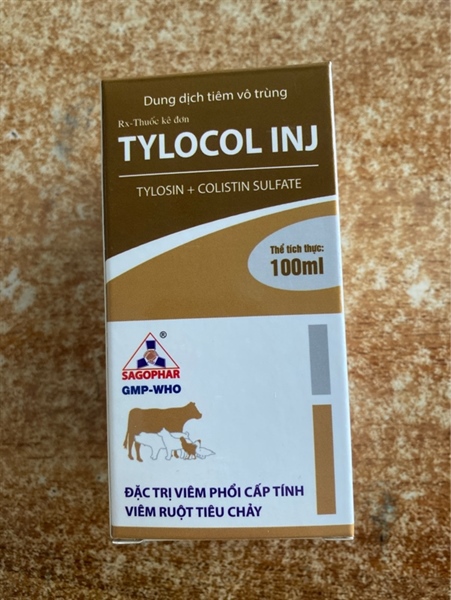 Dung dịch tiêm vô trùng
Rx-Thuốc kê đơn
TYLOCOL INJ
TYLOSIN + COLISTIN SULFATE
Thể tích thực:
100ml
®
SAGOPHAR
GMP-WHO
ĐẶC TRỊ VIÊM PHỔI CẤP TÍNH
VIÊM RUỘT TIÊU CHẢY